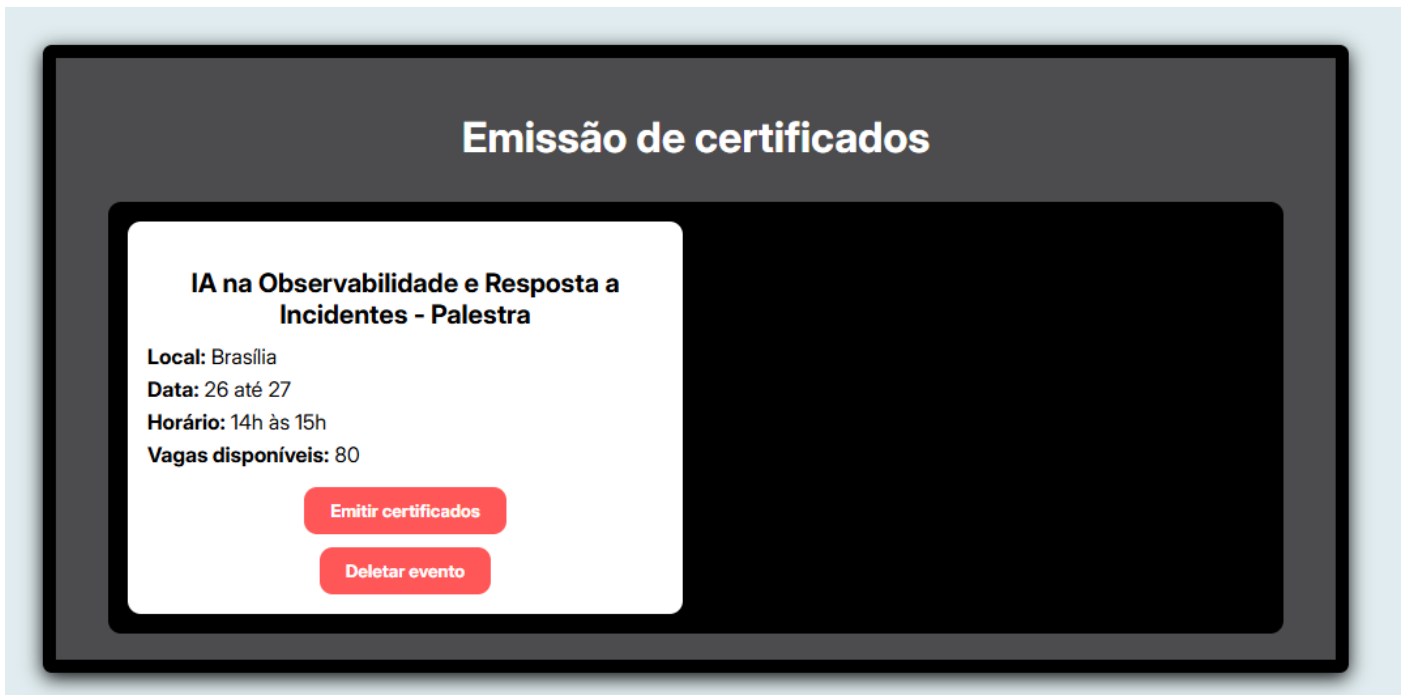 Emissão de certificados
IA na Observabilidade e Resposta a
Incidentes - Palestra
Local: Brasília
Data: 26 até 27
Horário: 14h às 15h
Vagas disponíveis: 80
Emitir certificados
Deletar evento